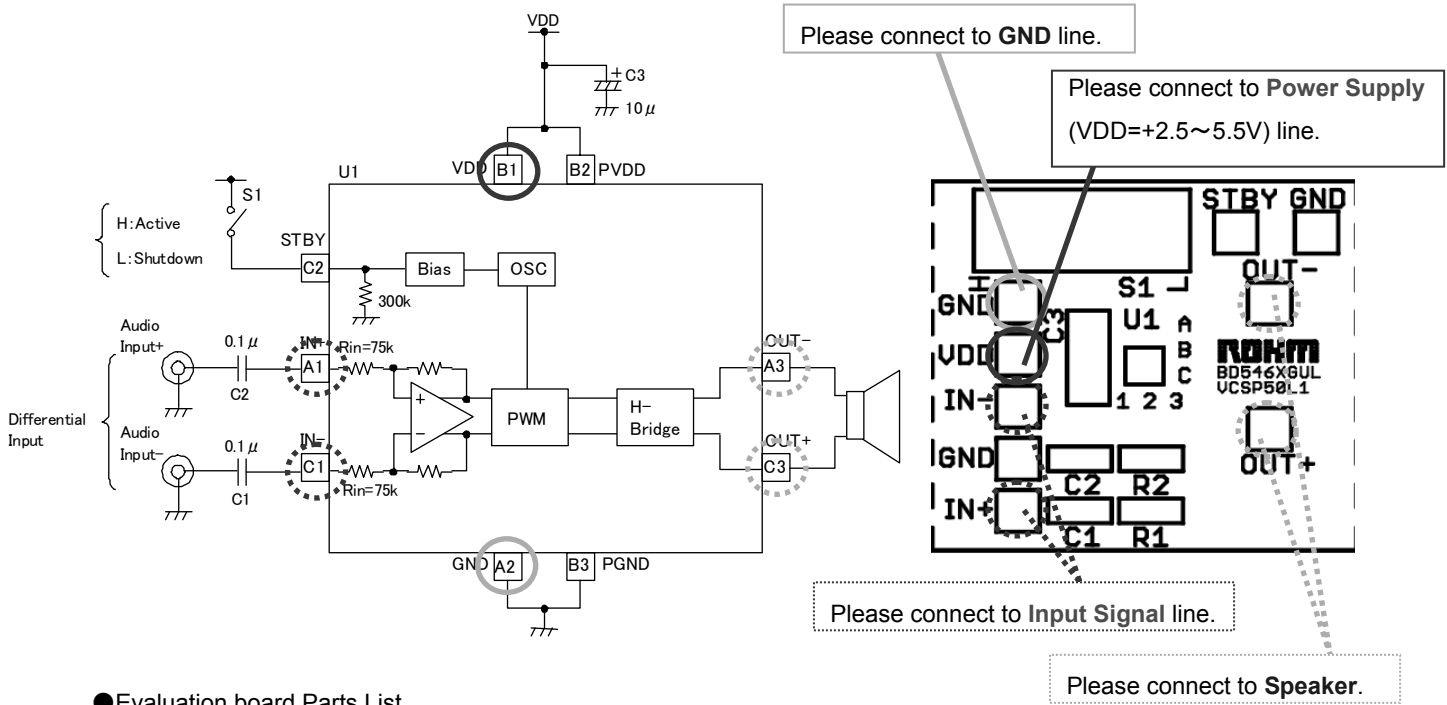 VDD
+ C3
10μ
U1
VDD B1
B2 PVDD
S1
H:Active
L:Shutdown
STBY
C2
Bias
OSC
300k
Audio
Input+
0.1μ
C2
IN+
A1
Rin=75k
Differential
Input
Audio
Input-
0.1μ
C1
IN-
C1
Rin=75k
+
-
PWM
H-
Bridge
OUT-
A3
OUT+
C3
GND A2
B3 PGND
Please connect to GND line.
Please connect to Power Supply
(VDD=+2.5～5.5V) line.
STBY GND
H
S1
L
OUT-
GND
C3
U1
A
B
C
VDD
ROHM
BD546XGUL
VCSP50L1
IN-
1 2 3
GND
C2 R2
OUT+
IN+
C1 R1
Please connect to Input Signal line.
Please connect to Speaker.
●Evaluation board Parts List